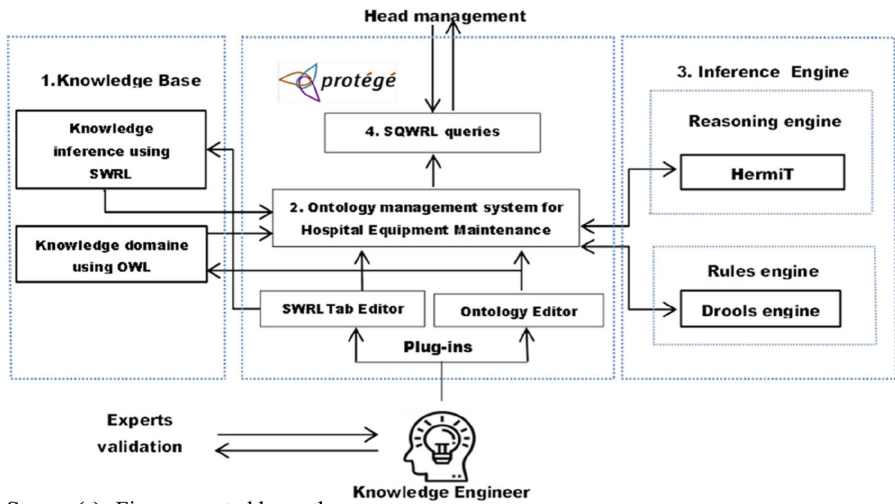 Head management
1.Knowledge Base
protégé
3. Inference Engine
Knowledge
inference using
SWRL
4. SQWRL queries
Reasoning engine
HermiT
2. Ontology management system for
Hospital Equipment Maintenance
Knowledge domaine
using OWL
Rules engine
SWRL Tab Editor
Ontology Editor
Drools engine
Plug-ins
Experts
validation
Knowledge Engineer